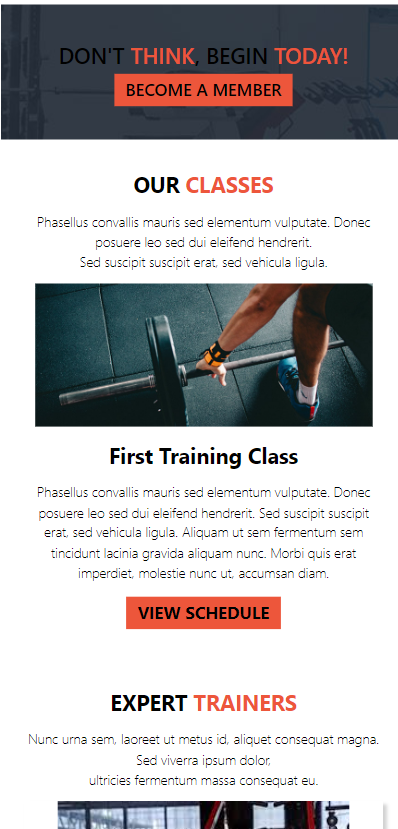 DON'T THINK, BEGIN TODAY!
BECOME A MEMBER
OUR CLASSES
Phasellus convallis mauris sed elementum vulputate. Donec
posuere leo sed dui eleifend hendrerit.
Sed suscipit suscipit erat, sed vehicula ligula.
First Training Class
Phasellus convallis mauris sed elementum vulputate. Donec
posuere leo sed dui eleifend hendrerit. Sed suscipit suscipit
erat, sed vehicula ligula. Aliquam ut sem fermentum sem
tincidunt lacinia gravida aliquam nunc. Morbi quis erat
imperdiet, molestie nunc ut, accumsan diam.
VIEW SCHEDULE
EXPERT TRAINERS
Nunc urna sem, laoreet ut metus id, aliquet consequat magna.
Sed viverra ipsum dolor,
ultricies fermentum massa consequat eu.